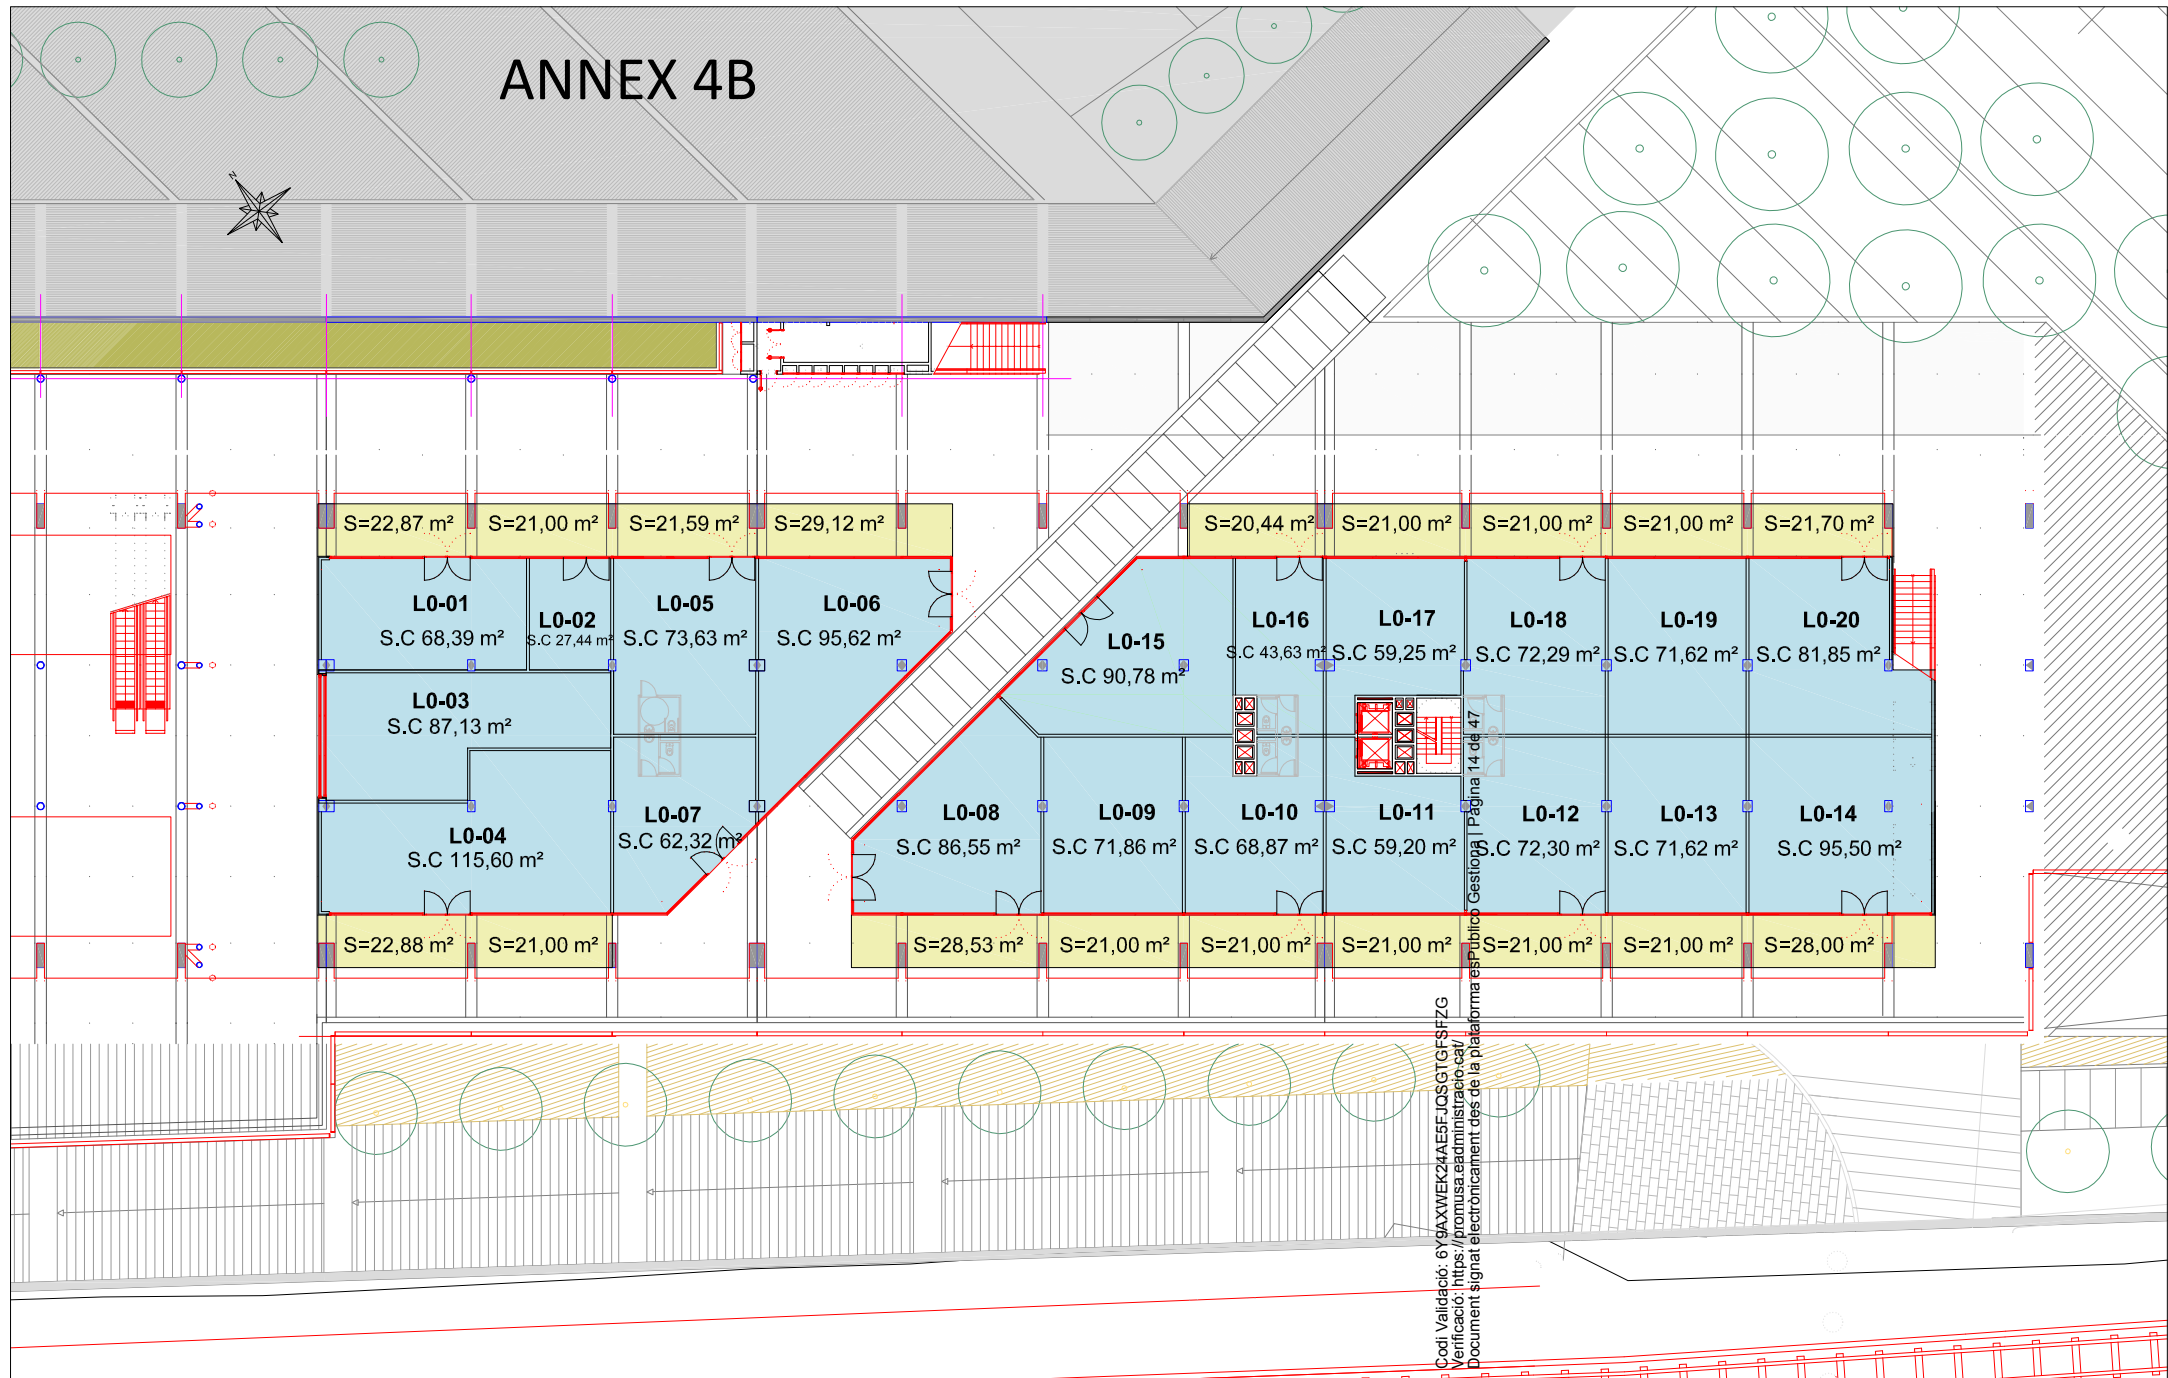 ANNEX 4B
N
S=22,87 m²
S=21,00 m²
S=21,59 m²
S=29,12 m²
S=20,44 m²
S=21,00 m²
S=21,00 m²
S=21,00 m²
S=21,70 m²
L0-01
S.C 68,39 m²
L0-02
S.C 27,44 m²
L0-05
S.C 73,63 m²
L0-06
S.C 95,62 m²
L0-15
S.C 90,78 m²
L0-16
S.C 43,63 m²
L0-17
S.C 59,25 m²
L0-18
S.C 72,29 m²
L0-19
S.C 71,62 m²
L0-20
S.C 81,85 m²
L0-03
S.C 87,13 m²
L0-04
S.C 115,60 m²
L0-07
S.C 62,32 m²
L0-08
S.C 86,55 m²
L0-09
S.C 71,86 m²
L0-10
S.C 68,87 m²
L0-11
S.C 59,20 m²
L0-12
S.C 72,30 m²
L0-13
S.C 71,62 m²
L0-14
S.C 95,50 m²
S=22,88 m²
S=21,00 m²
S=28,53 m²
S=21,00 m²
S=21,00 m²
S=21,00 m²
S=21,00 m²
S=21,00 m²
S=28,00 m²
Codi Validació: 6Y9AXWEK24AE5FJQSGTGFSFZG
Verificació: https://promusa.eadministracio.cat/
Document signat electrònicament des de la plataforma esPublico Gestiona | Pàgina 14 de 47